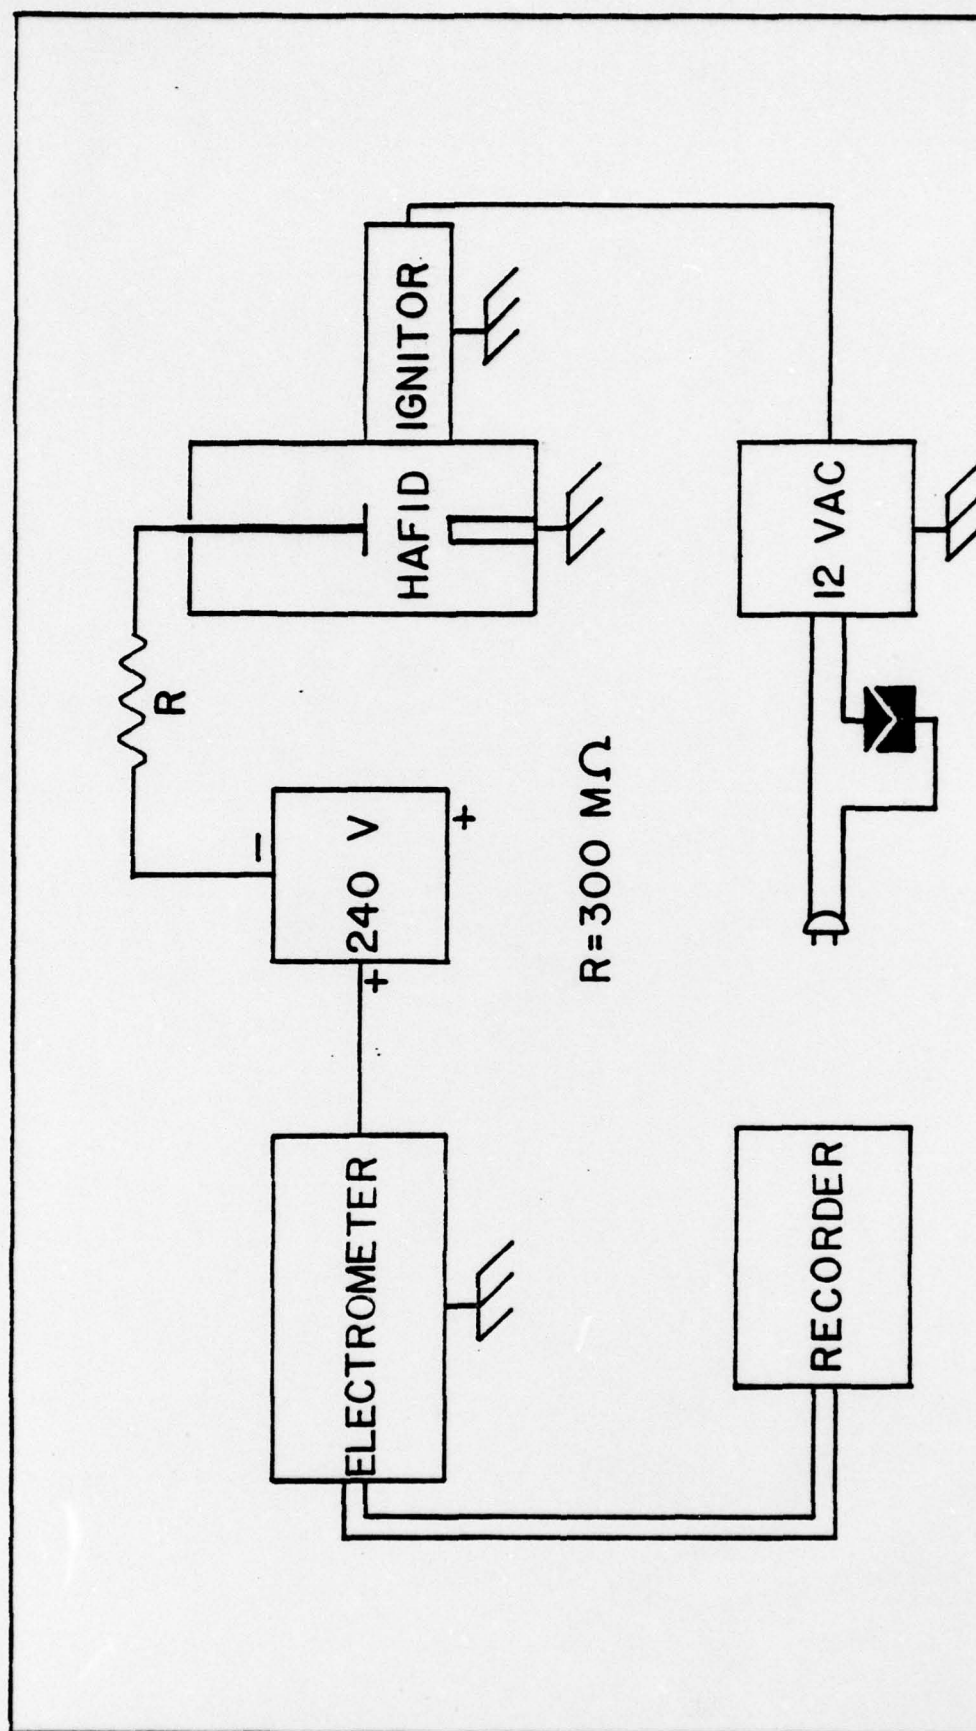 R
−
240 V
+
+
HAFID
IGNITOR
ELECTROMETER
R=300 MΩ
RECORDER
12 VAC